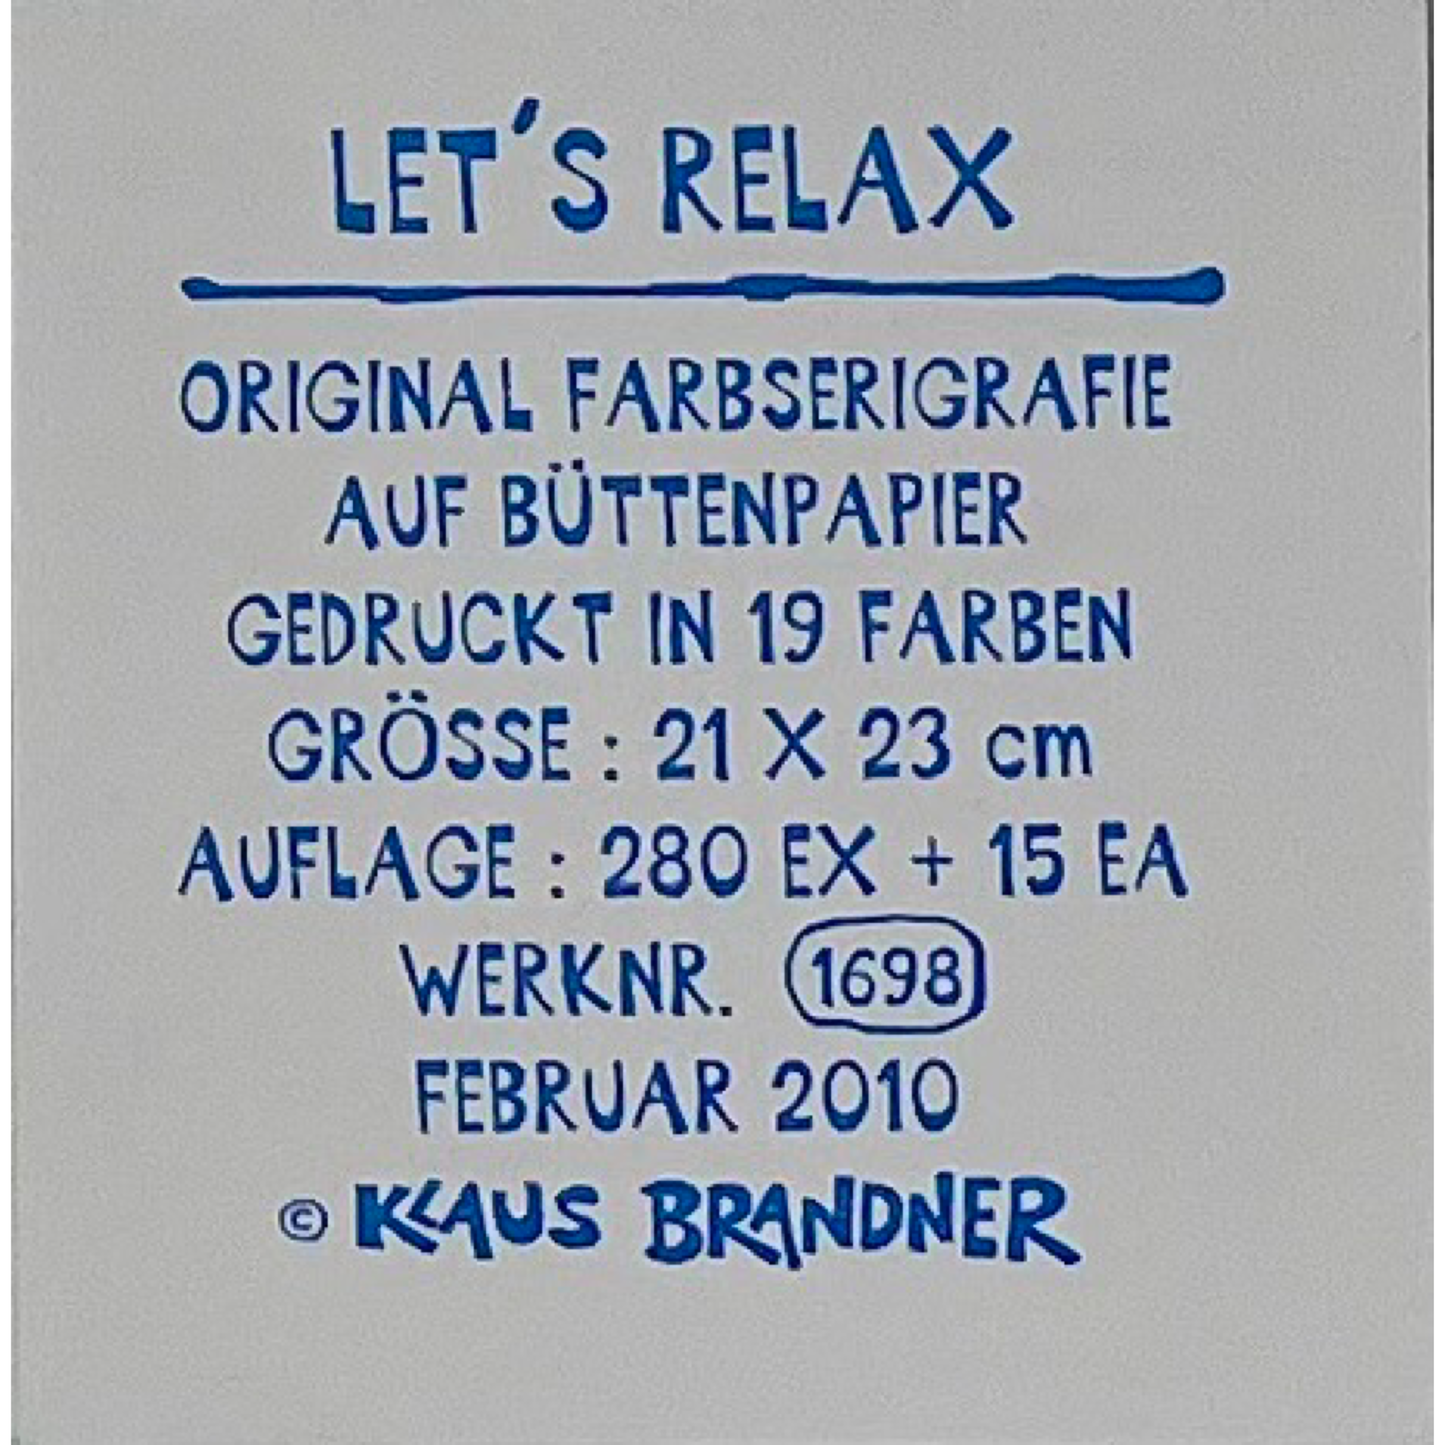 LET'S RELAX
ORIGINAL FARBSERIGRAFIE
AUF BÜTTENPAPIER
GEDRUCKT IN 19 FARBEN
GRÖSSE : 21 X 23 cm
AUFLAGE : 280 EX + 15 EA
WERKNR. 1698
FEBRUAR 2010
© KLAUS BRANDNER